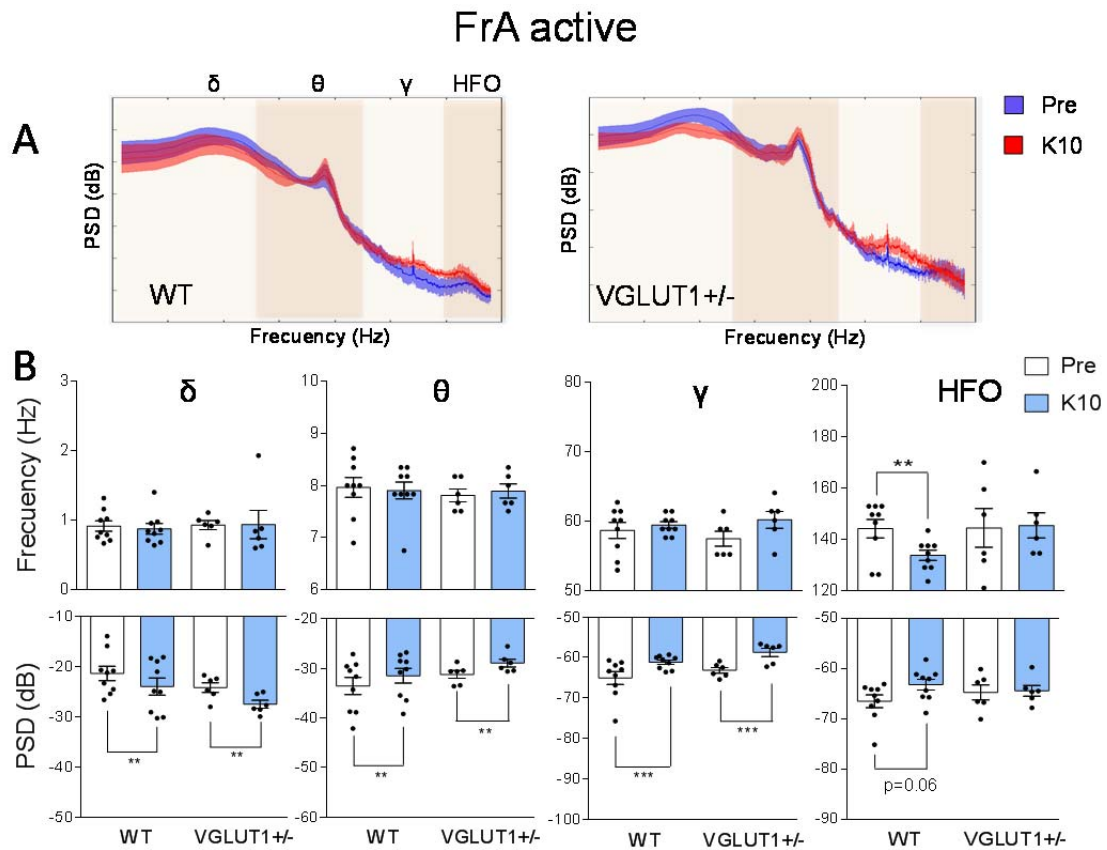 FrA active
δ θ γ HFO
A
PSD (dB)
WT
Frecuency (Hz)
PSD (dB)
VGLUT1+/-
Frecuency (Hz)
Pre
K10
B
Pre
K10
δ θ γ HFO
Frecuency (Hz)
3
2
1
0
10
9
8
7
6
80
70
60
50
200
180
160
140
120
**
PSD (dB)
-10
-20
-30
-40
-50
** **
-20
-30
-40
-50
-60
** **
-50
-60
-70
-80
-90
-100
*** ***
-50
-60
-70
-80
-90
p=0.06
WT VGLUT1+/- WT VGLUT1+/- WT VGLUT1+/- WT VGLUT1+/-